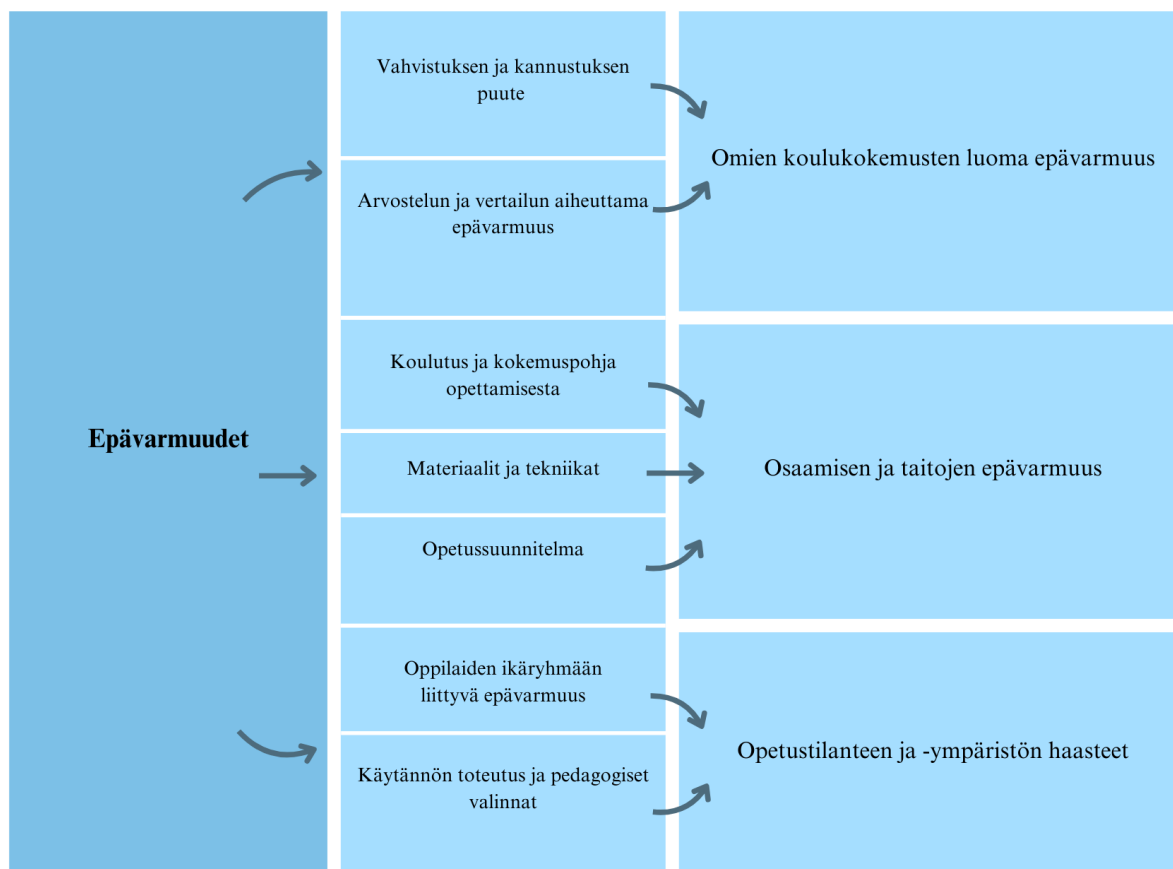 Epävarmuudet
Vahvistuksen ja kannustuksen
puute
Arvostelun ja vertailun aiheuttama
epävarmuus
Omien koulukokemusten luoma epävarmuus
Koulutus ja kokemuspohja
opettamisesta
Materiaalit ja tekniikat
Opetussuunnitelma
Osaamisen ja taitojen epävarmuus
Oppilaiden ikäryhmään
liittyvä epävarmuus
Käytännön toteutus ja pedagogiset
valinnat
Opetustilanteen ja -ympäristön haasteet